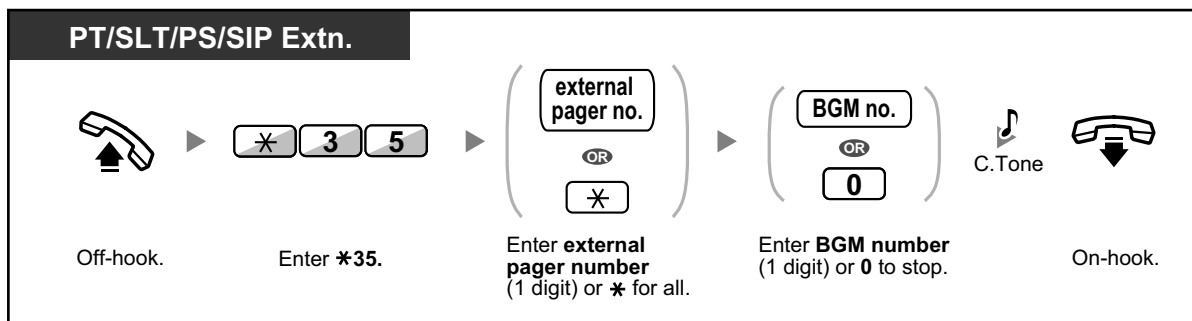 PT/SLT/PS/SIP Extn.
external
pager no.
OR
*
BGM no.
OR
0
* 3 5
C.Tone
Off-hook.
Enter *35.
Enter external
pager number
(1 digit) or * for all.
Enter BGM number
(1 digit) or 0 to stop.
On-hook.